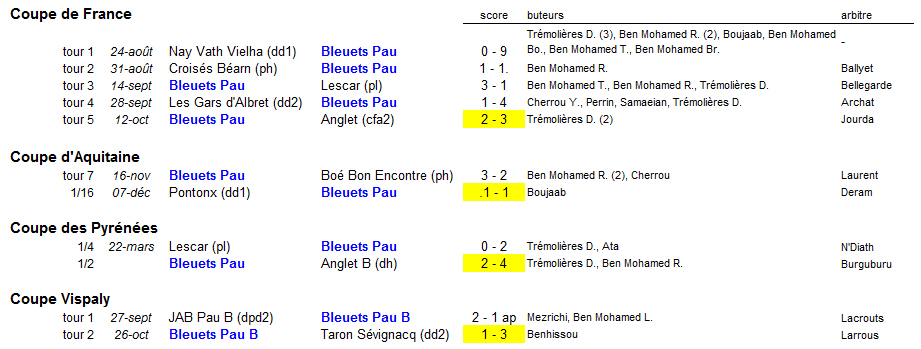 Coupe de France score buteurs arbitre
Trémolières D. (3), Ben Mohamed R. (2), Boujaab, Ben Mohamed
tour 1 24-août Nay Vath Vielha (dd1) Bleuets Pau 0 - 9 Bo., Ben Mohamed T., Ben Mohamed Br. -
tour 2 31-août Croisés Béarn (ph) Bleuets Pau 1 - 1. Ben Mohamed R. Ballyet
tour 3 14-sept Bleuets Pau Lescar (pl) 3 - 1 Ben Mohamed T., Ben Mohamed R., Trémolières D. Bellegarde
tour 4 28-sept Les Gars d'Albret (dd2) Bleuets Pau 1 - 4 Cherrou Y., Perrin, Samaeian, Trémolières D. Archat
tour 5 12-oct Bleuets Pau Anglet (cfa2) 2 - 3 Trémolières D. (2) Jourda
Coupe d'Aquitaine
tour 7 16-nov Bleuets Pau Boé Bon Encontre (ph) 3 - 2 Ben Mohamed R. (2), Cherrou Laurent
1/16 07-déc Pontonx (dd1) Bleuets Pau .1 - 1 Boujaab Deram
Coupe des Pyrénées
1/4 22-mars Lescar (pl) Bleuets Pau 0 - 2 Trémolières D., Ata N'Diath
1/2 Bleuets Pau Anglet B (dh) 2 - 4 Trémolières D., Ben Mohamed R. Burguburu
Coupe Vispaly
tour 1 27-sept JAB Pau B (dpd2) Bleuets Pau B 2 - 1 ap Mezrichi, Ben Mohamed L. Lacrouts
tour 2 26-oct Bleuets Pau B Taron Sévignacq (dd2) 1 - 3 Benhissou Larrous